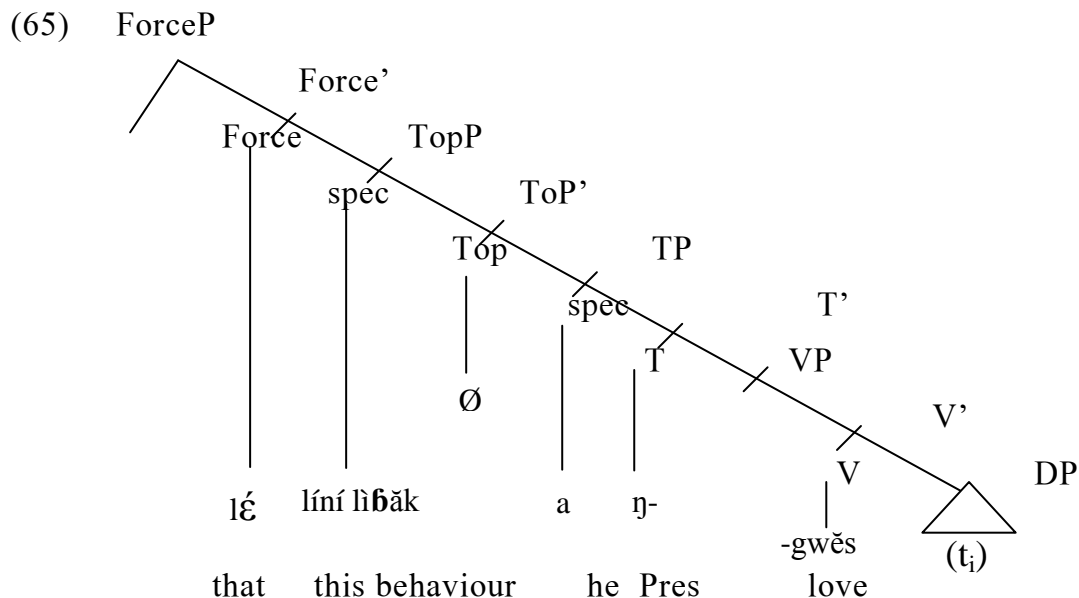 (65) ForceP
Force’
Force TopP
spec ToP’
Top TP
spec T’
T VP
Ø V’
V DP
lɛ́ líní lìɓăk a ŋ- -gwĕs (ti)
that this behaviour he Pres love